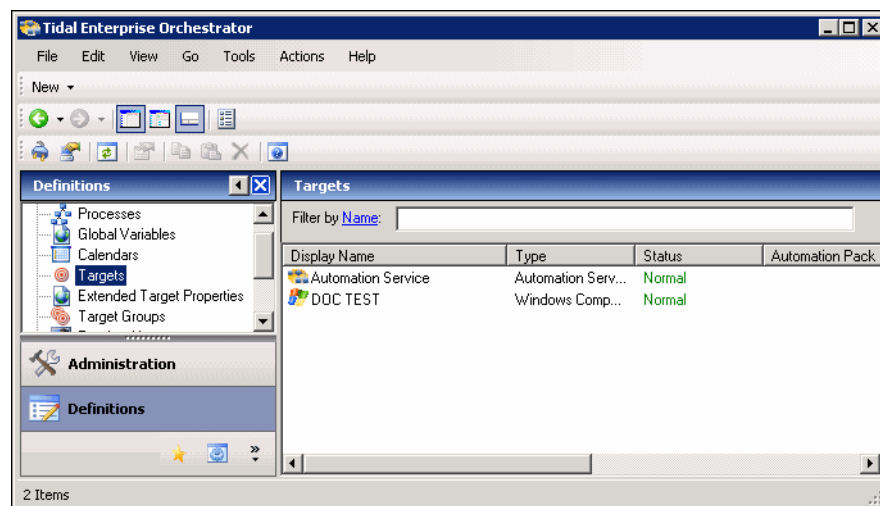 Tidal Enterprise Orchestrator
File Edit View Go Tools Actions Help
New
Definitions
Processes
Global Variables
Calendars
Targets
Extended Target Properties
Target Groups
Administration
Definitions
Targets
Filter by Name:
Display Name Type Status Automation Pack
Automation Service Automation Serv... Normal
DOC TEST Windows Comp... Normal
2 Items